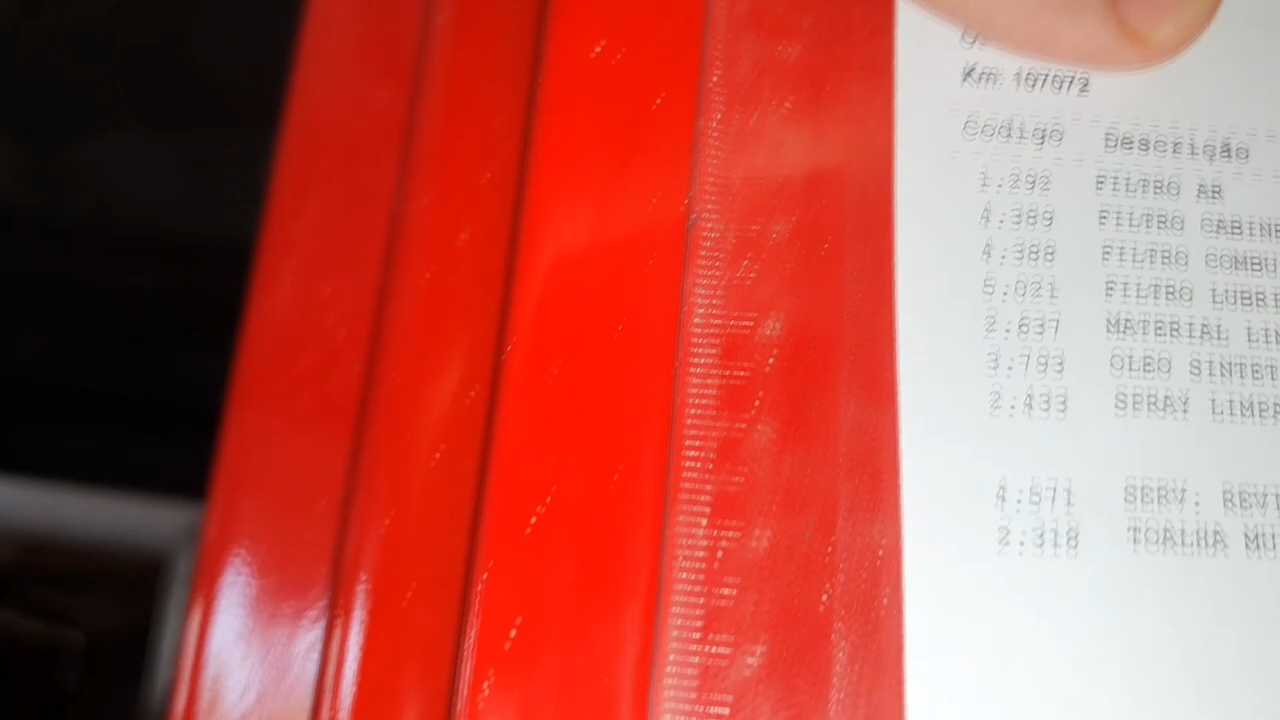 Km: 107072
Código Descrição
1.292 FILTRO AR
4.389 FILTRO CABINE
4.388 FILTRO COMBU
5.021 FILTRO LUBRI
2.637 MATERIAL LIM
3.793 OLEO SINTET
2.433 SPRAY LIMP
4.571 SERV. REVI
2.318 TOALHA MU